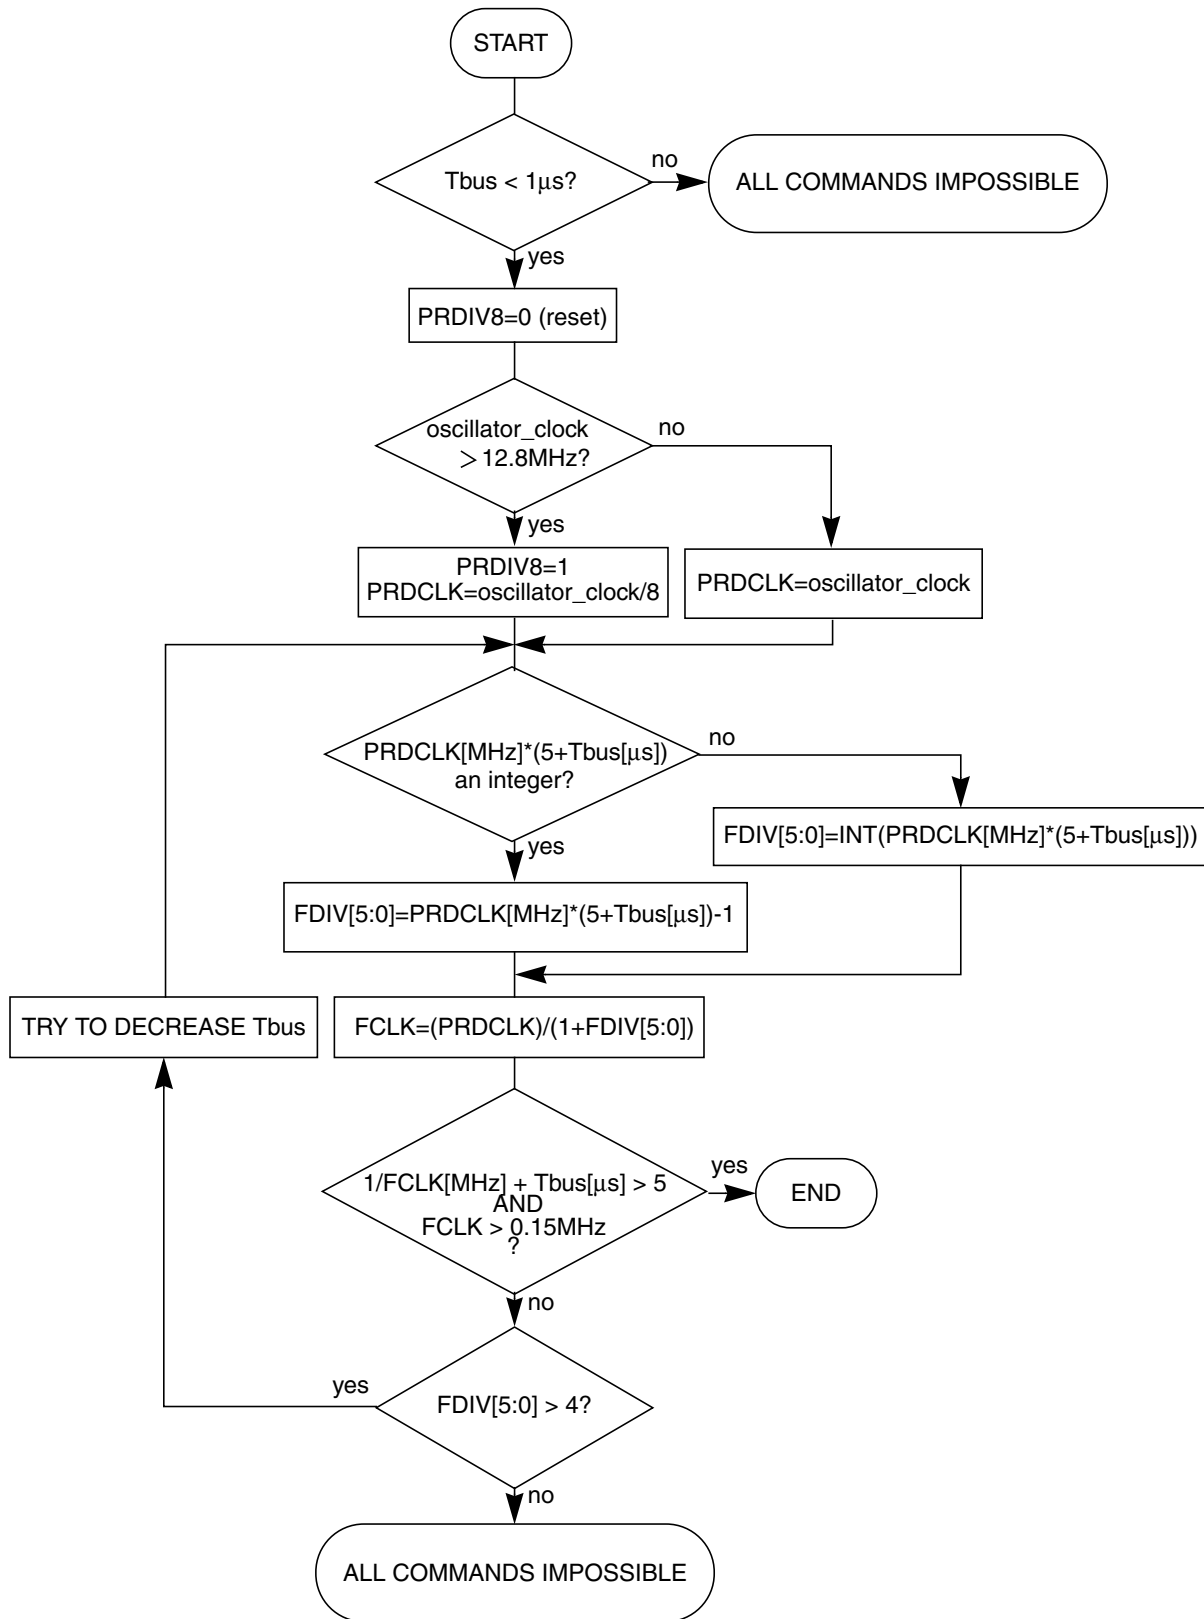 START
Tbus < 1μs?
no
ALL COMMANDS IMPOSSIBLE
yes
PRDIV8=0 (reset)
oscillator_clock
> 12.8MHz?
no
yes
PRDIV8=1
PRDCLK=oscillator_clock/8
PRDCLK=oscillator_clock
PRDCLK[MHz]*(5+Tbus[μs])
an integer?
no
yes
FDIV[5:0]=INT(PRDCLK[MHz]*(5+Tbus[μs]))
FDIV[5:0]=PRDCLK[MHz]*(5+Tbus[μs])-1
TRY TO DECREASE Tbus
FCLK=(PRDCLK)/(1+FDIV[5:0])
1/FCLK[MHz] + Tbus[μs] > 5
AND
FCLK > 0.15MHz
?
yes
END
no
yes
FDIV[5:0] > 4?
no
ALL COMMANDS IMPOSSIBLE